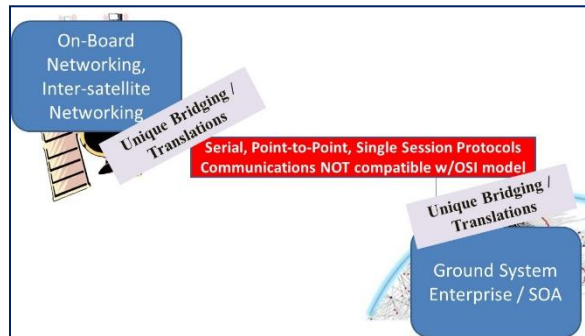 On-Board
Networking,
Inter-satellite
Networking
Unique Bridging /
Translations
Serial, Point-to-Point, Single Session Protocols
Communications NOT compatible w/OSI model
Unique Bridging /
Translations
Ground System
Enterprise / SOA